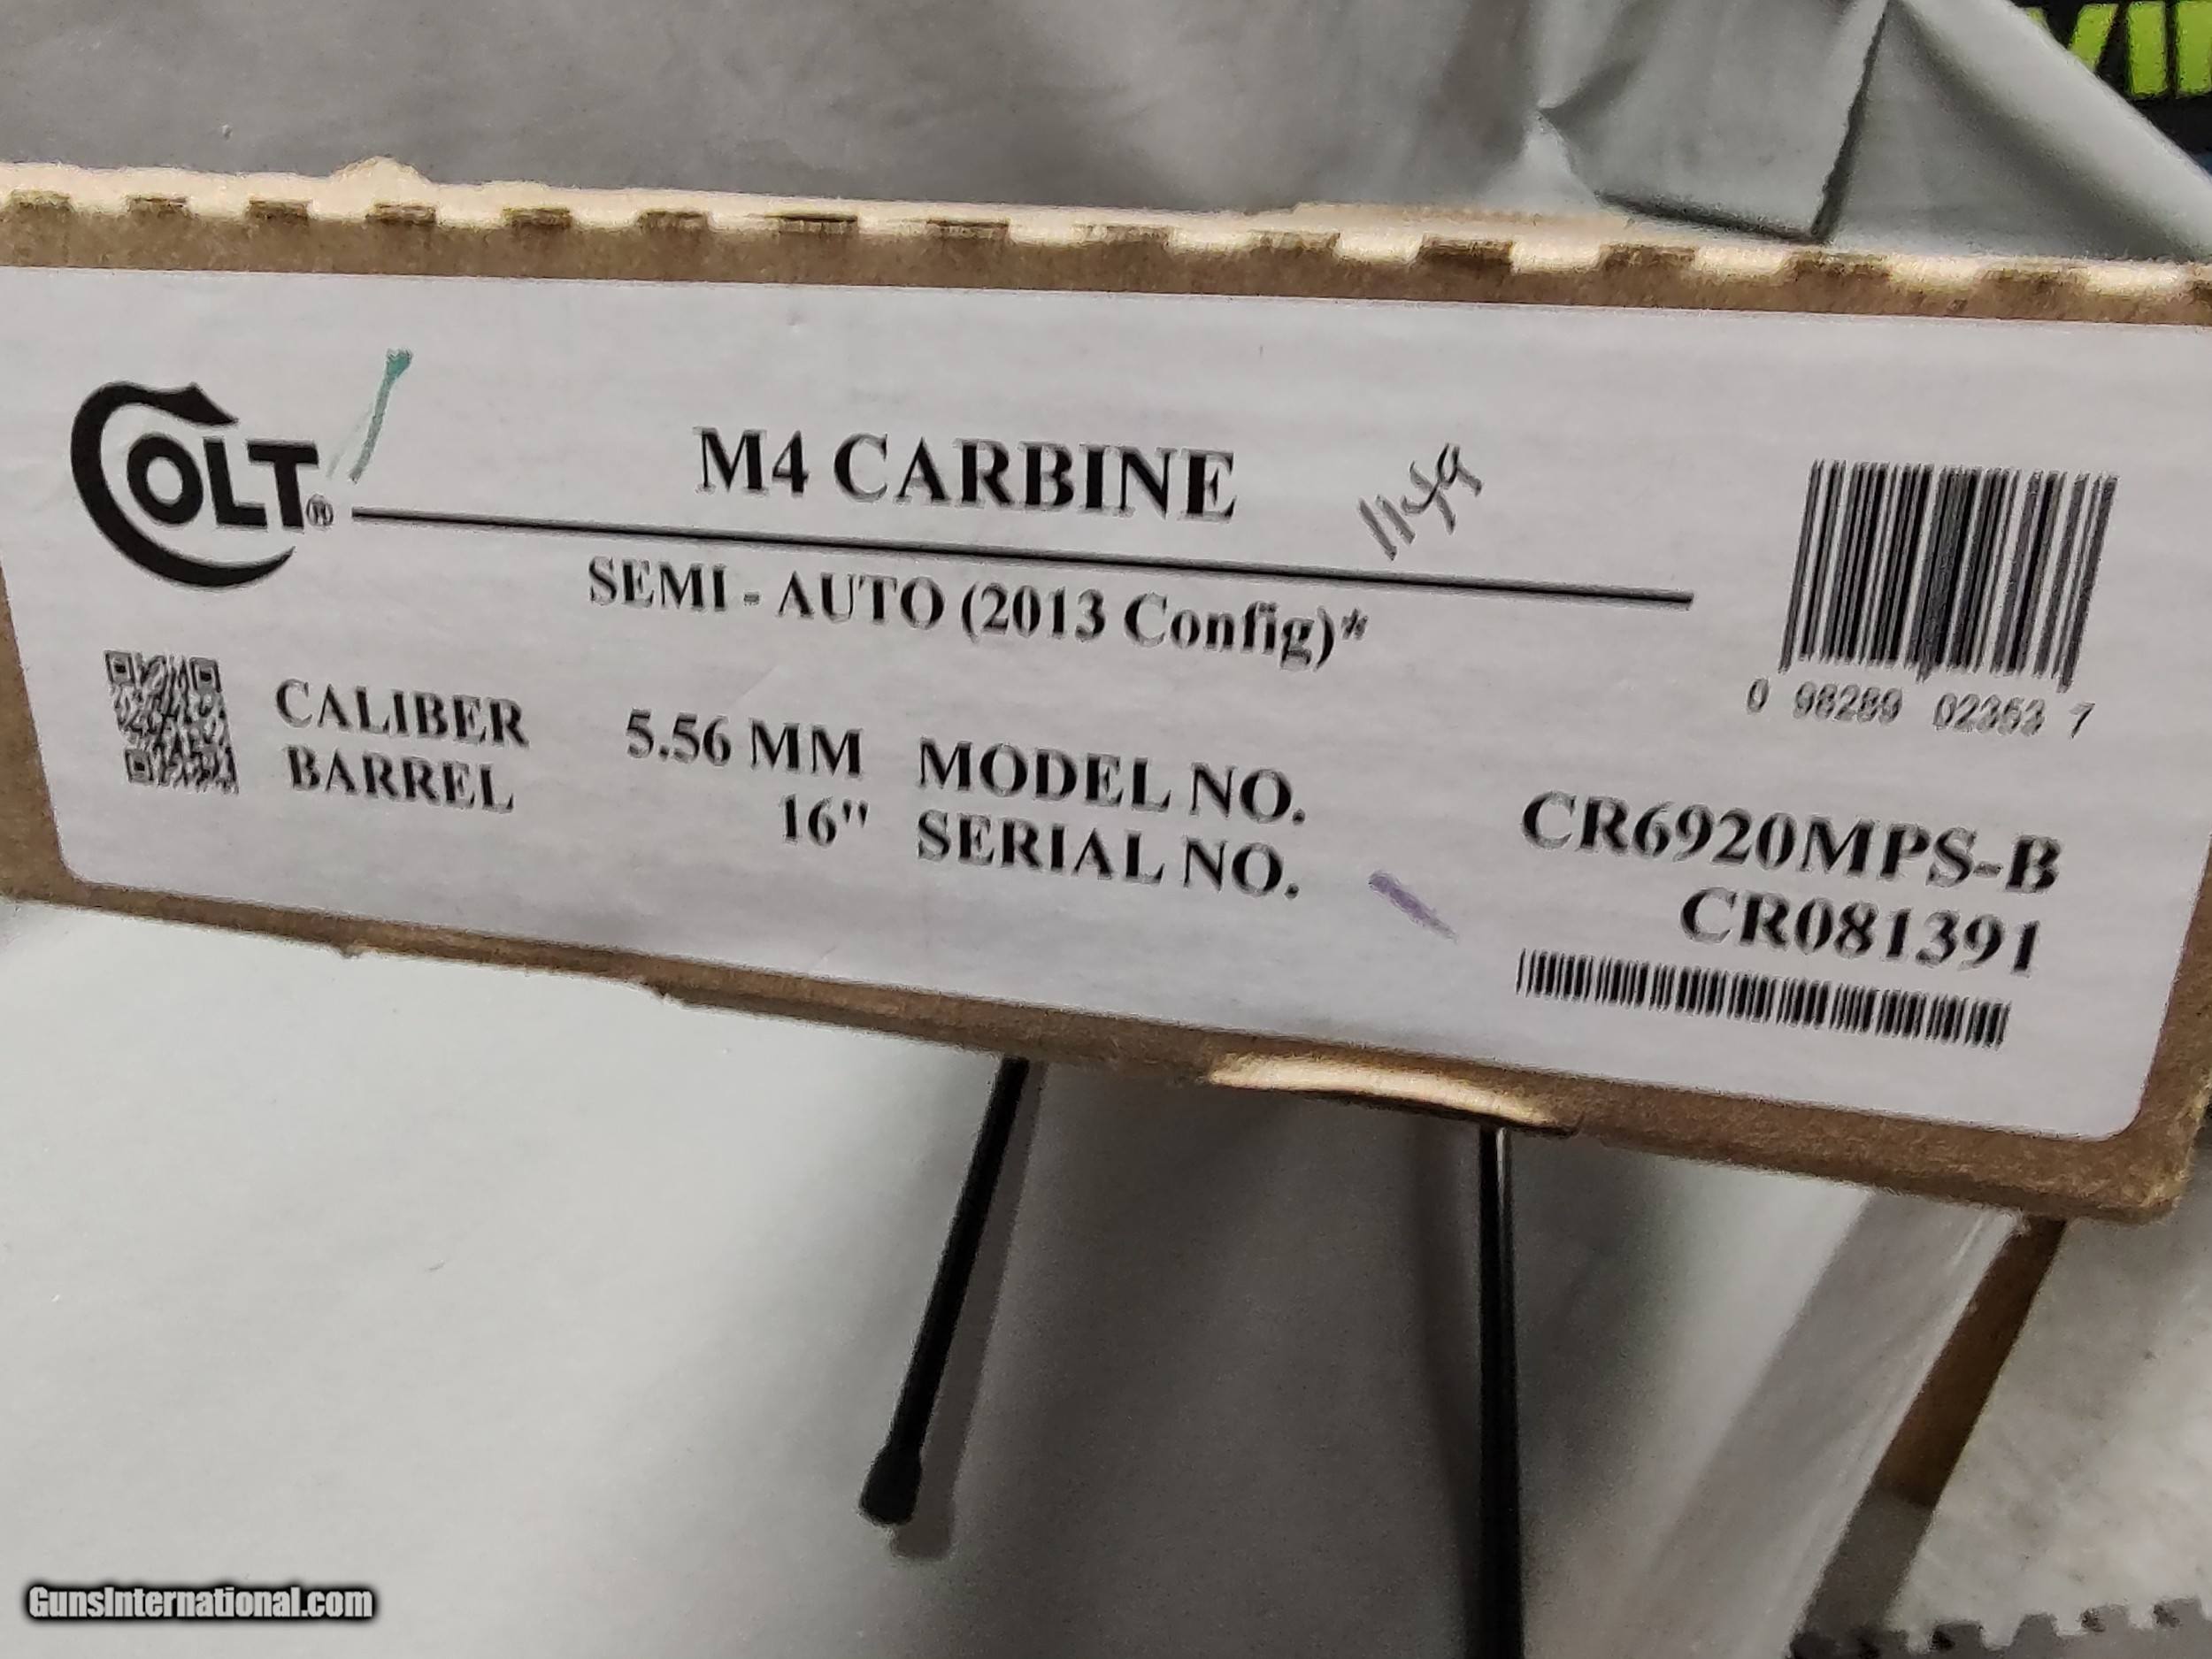 COLT®
M4 CARBINE
1149
SEMI - AUTO (2013 Config)*
0 98289 02353 7
CALIBER 5.56 MM MODEL NO. CR6920MPS-B
BARREL 16" SERIAL NO. CR081391
GunsInternational.com